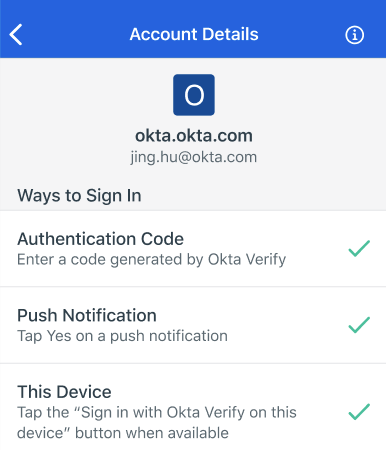 Account Details
O
okta.okta.com
jing.hu@okta.com
Ways to Sign In
Authentication Code
Enter a code generated by Okta Verify
Push Notification
Tap Yes on a push notification
This Device
Tap the “Sign in with Okta Verify on this
device” button when available